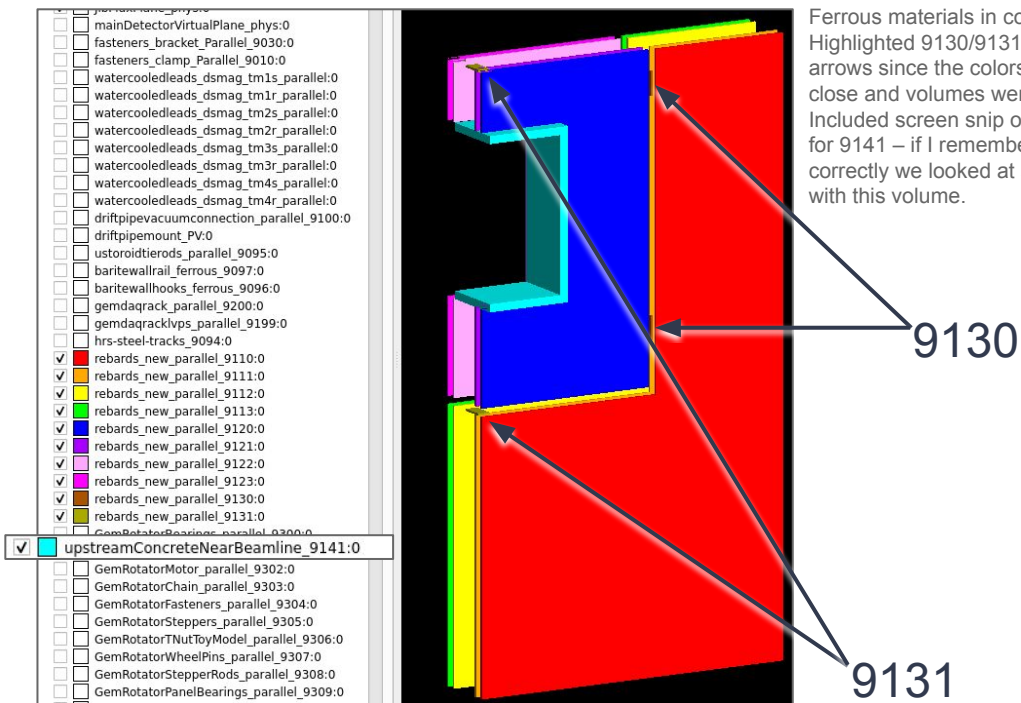 mainDetectorVirtualPlane_phys:0
fasteners_bracket_Parallel_9030:0
fasteners_clamp_Parallel_9010:0
watercooledleads_dsmag_tm1s_parallel:0
watercooledleads_dsmag_tm1r_parallel:0
watercooledleads_dsmag_tm2s_parallel:0
watercooledleads_dsmag_tm2r_parallel:0
watercooledleads_dsmag_tm3s_parallel:0
watercooledleads_dsmag_tm3r_parallel:0
watercooledleads_dsmag_tm4s_parallel:0
watercooledleads_dsmag_tm4r_parallel:0
driftpipevacuumconnection_parallel_9100:0
driftpipemount_PV:0
ustoroidtierods_parallel_9095:0
baritewallrail_ferrous_9097:0
baritewallhooks_ferrous_9096:0
gemdaqrack_parallel_9200:0
gemdaqracklvps_parallel_9199:0
hrs-steel-tracks_9094:0
rebards_new_parallel_9110:0
rebards_new_parallel_9111:0
rebards_new_parallel_9112:0
rebards_new_parallel_9113:0
rebards_new_parallel_9120:0
rebards_new_parallel_9121:0
rebards_new_parallel_9122:0
rebards_new_parallel_9123:0
rebards_new_parallel_9130:0
rebards_new_parallel_9131:0
GemRotatorBearings_parallel_9300:0
upstreamConcreteNearBeamline_9141:0
GemRotatorMotor_parallel_9302:0
GemRotatorChain_parallel_9303:0
GemRotatorFasteners_parallel_9304:0
GemRotatorSteppers_parallel_9305:0
GemRotatorTNutToyModel_parallel_9306:0
GemRotatorWheelPins_parallel_9307:0
GemRotatorStepperRods_parallel_9308:0
GemRotatorPanelBearings_parallel_9309:0
Ferrous materials in co
Highlighted 9130/9131
arrows since the colors
close and volumes wer
Included screen snip o
for 9141 – if I remembe
correctly we looked at
with this volume.
9130
9131